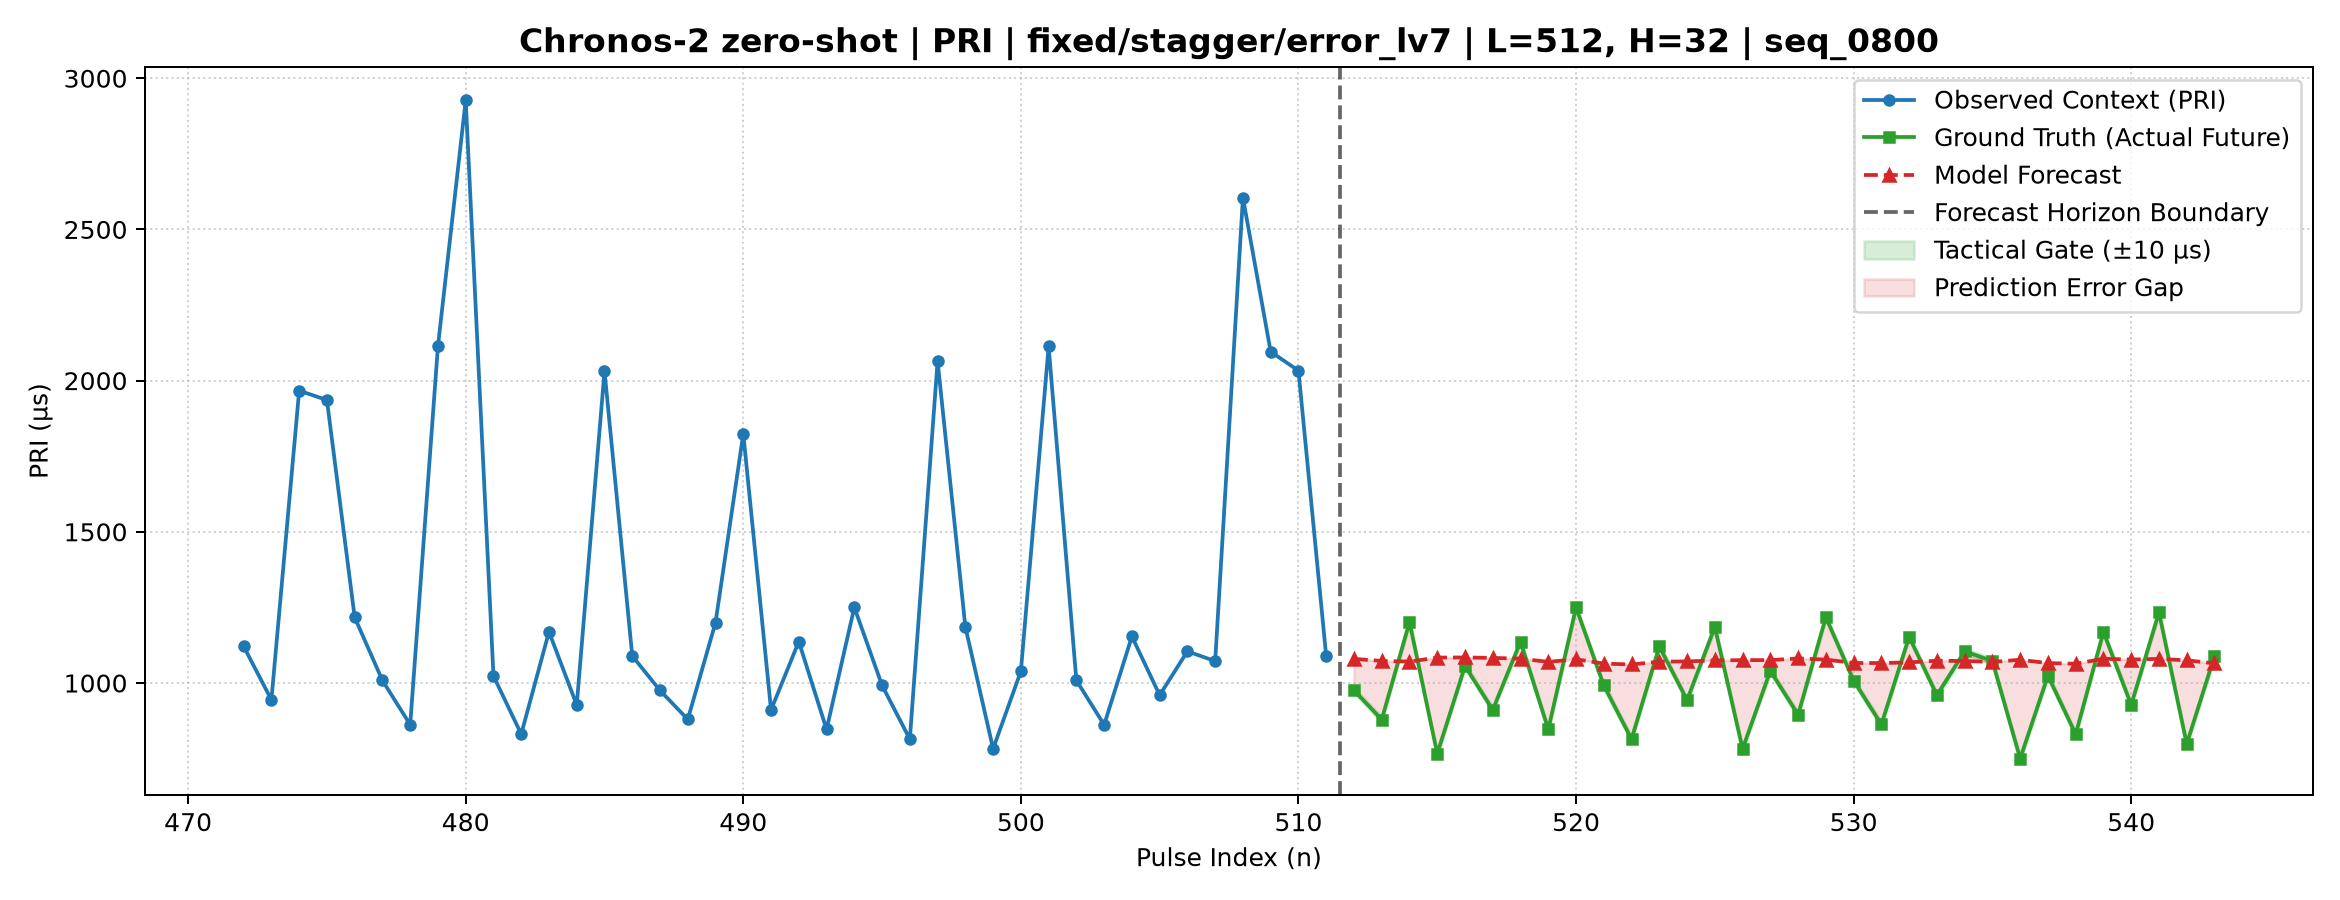 Chronos-2 zero-shot | PRI | fixed/stagger/error_lv7 | L=512, H=32 | seq_0800
3000
2500
2000
1500
1000
PRI (µs)
Observed Context (PRI)
Ground Truth (Actual Future)
Model Forecast
Forecast Horizon Boundary
Tactical Gate (±10 µs)
Prediction Error Gap
470
480
490
500
510
520
530
540
Pulse Index (n)